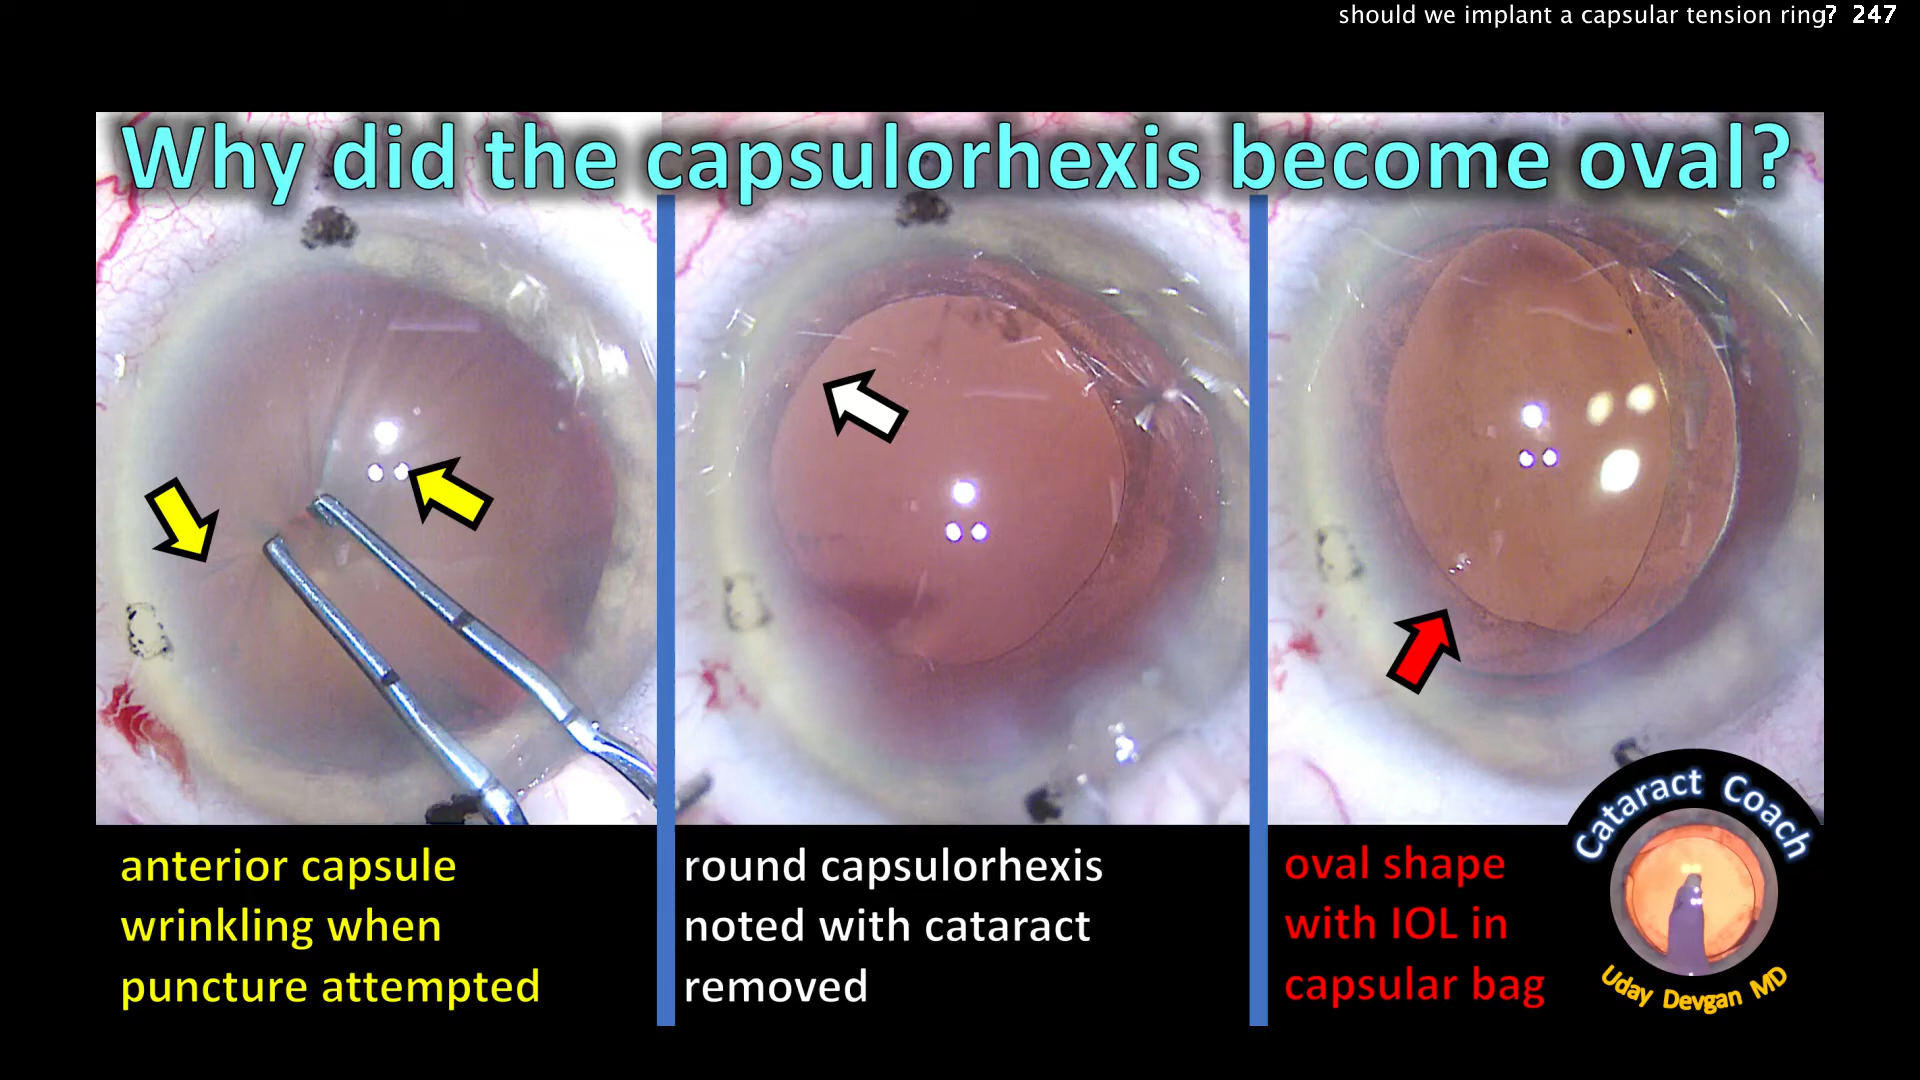 should we implant a capsular tension ring? 247
Why did the capsulorhexis become oval?
anterior capsule
wrinkling when
puncture attempted
round capsulorhexis
noted with cataract
removed
oval shape
with IOL in
capsular bag
Cataract Coach
Uday Devgan MD